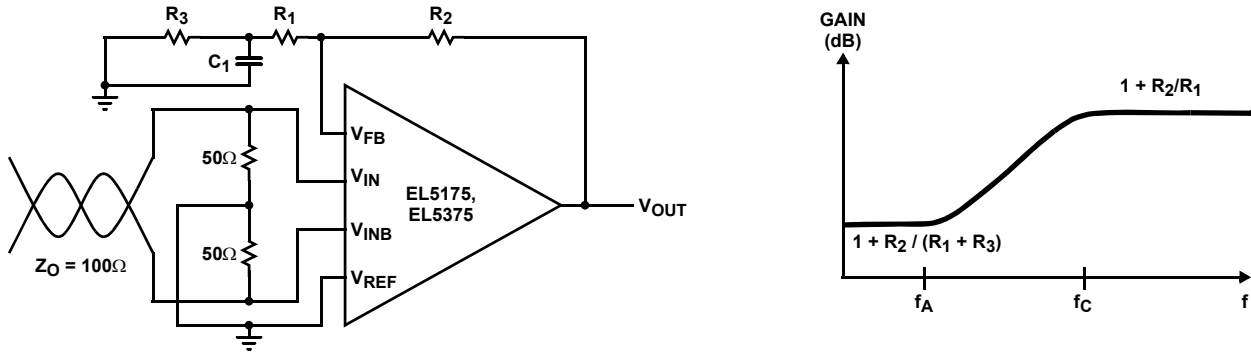 R3
R1
R2
C1
VFB
50Ω
VIN
EL5175,
EL5375
VOUT
VINB
50Ω
ZO = 100Ω
VREF
GAIN
(dB)
1 + R2/R1
1 + R2 / (R1 + R3)
fA
fC
f